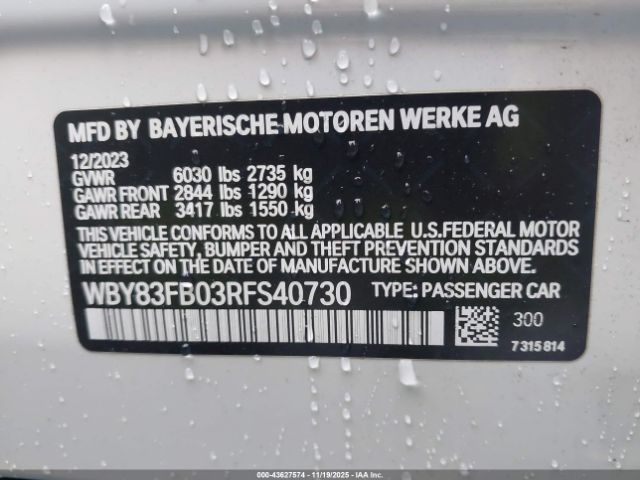 MFD BY BAYERISCHE MOTOREN WERKE AG
12/2023
GVWR 6030 lbs 2735 kg
GAWR FRONT 2844 lbs 1290 kg
GAWR REAR 3417 lbs 1550 kg
THIS VEHICLE CONFORMS TO ALL APPLICABLE U.S.FEDERAL MOTOR
VEHICLE SAFETY, BUMPER AND THEFT PREVENTION STANDARDS
IN EFFECT ON THE DATE OF MANUFACTURE SHOWN ABOVE.
WBY83FB03RFS40730 TYPE: PASSENGER CAR
300
7315814
000-43627574 - 11/19/2025 - IAAI Inc. Copyright